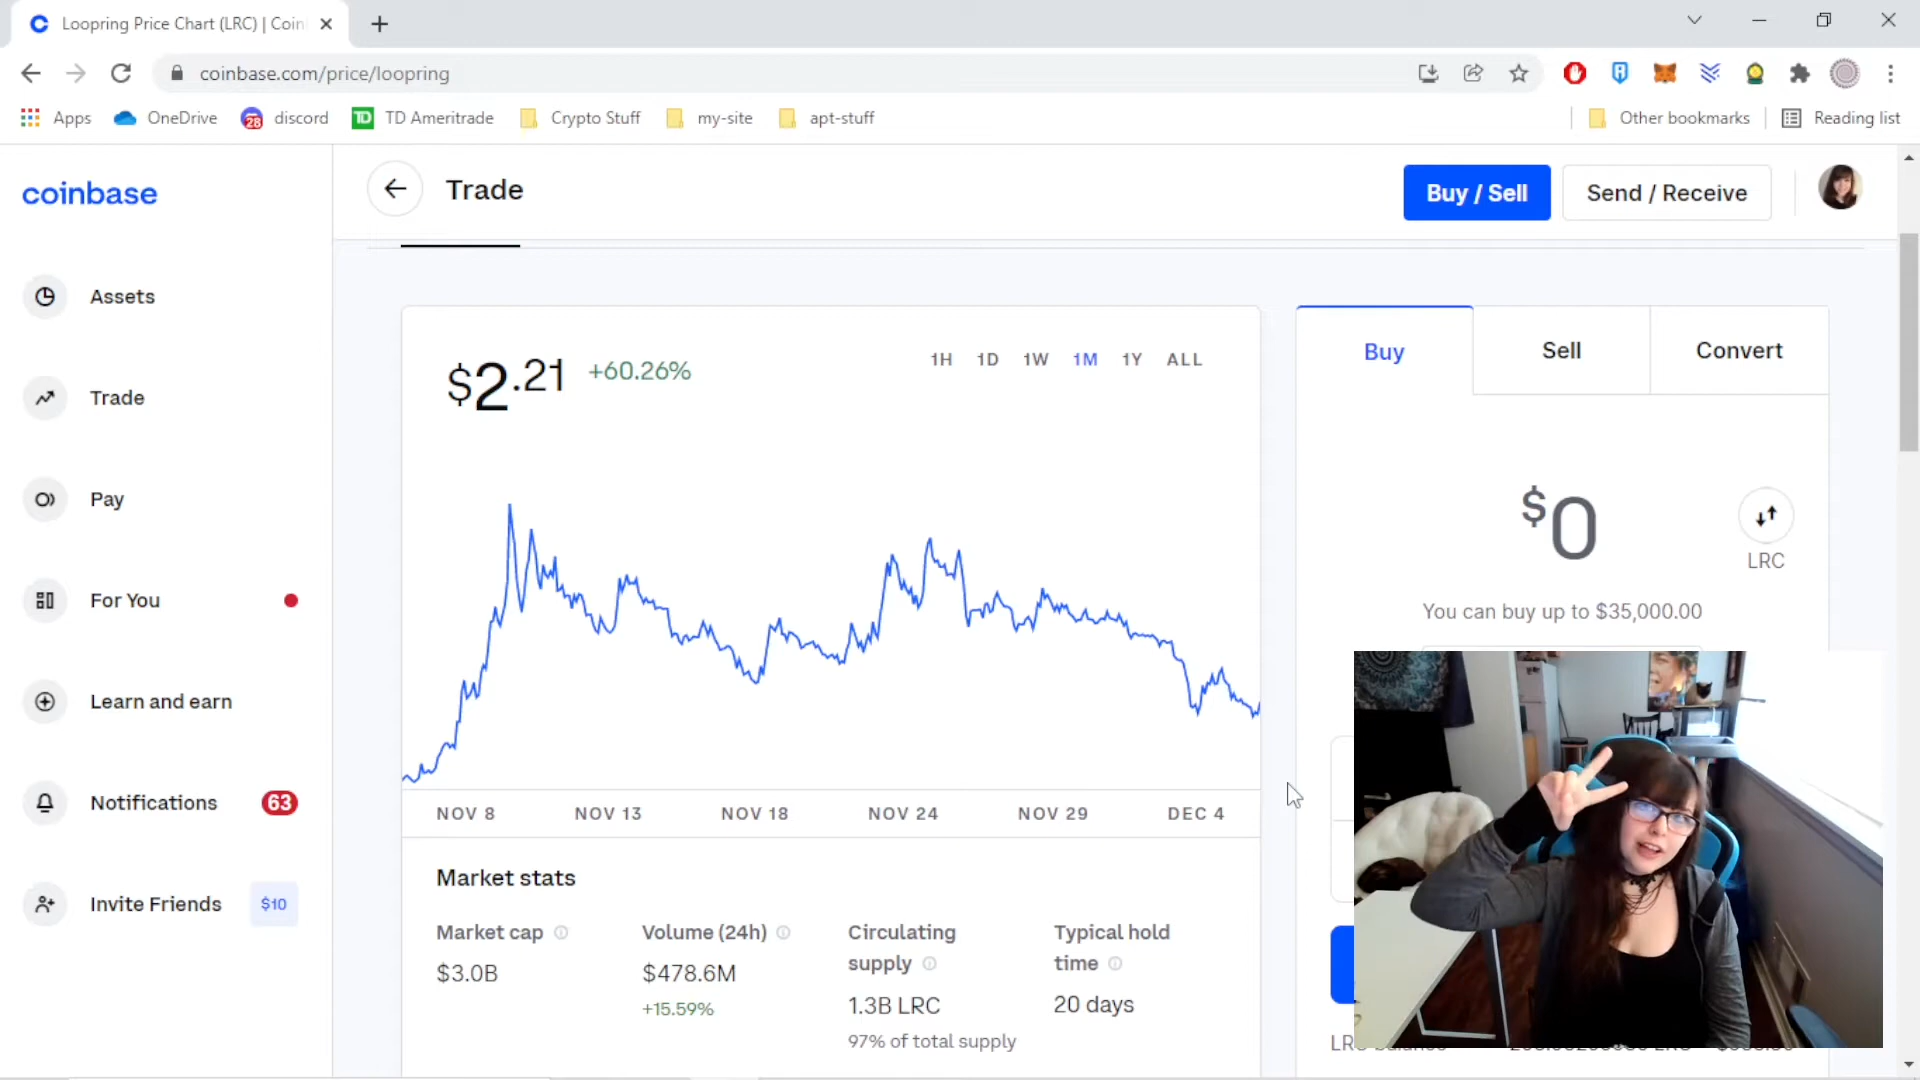 Loopring Price Chart (LRC) | Coin
coinbase.com/price/loopring
Apps OneDrive 28 discord TD TD Ameritrade Crypto Stuff my-site apt-stuff Other bookmarks Reading list
coinbase
Trade
Buy / Sell
Send / Receive
Assets
Trade
Pay
For You
Learn and earn
Notifications 63
Invite Friends $10
$2.21 +60.26%
1H 1D 1W 1M 1Y ALL
NOV 8 NOV 13 NOV 18 NOV 24 NOV 29 DEC 4
Market stats
Market cap
$3.0B
Volume (24h)
$478.6M
+15.59%
Circulating
supply
1.3B LRC
97% of total supply
Typical hold
time
20 days
Buy Sell Convert
$0
LRC
You can buy up to $35,000.00